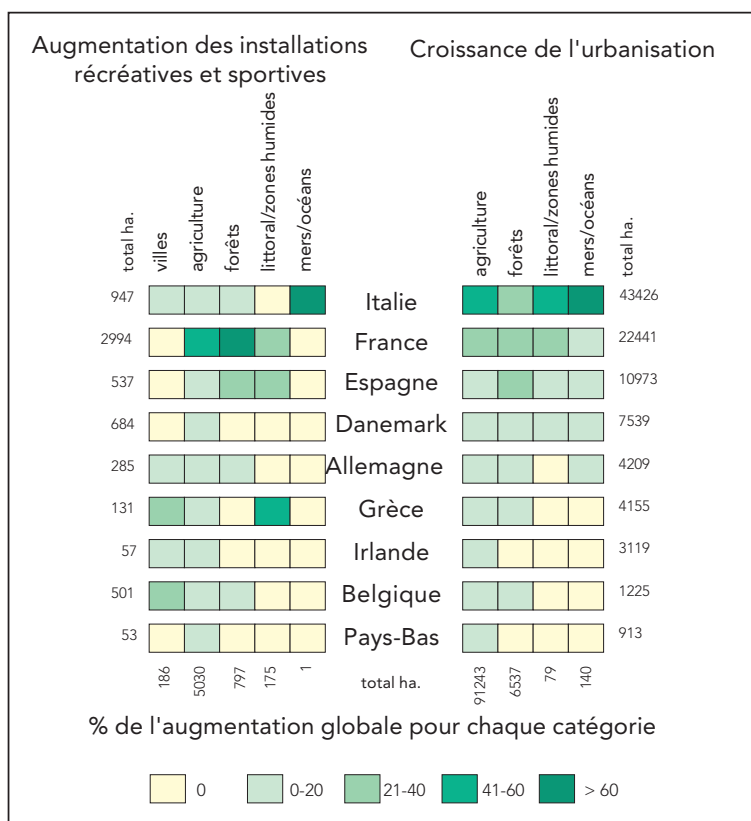 Augmentation des installations
récréatives et sportives
Croissance de l'urbanisation
total ha.
villes
agriculture
forêts
littoral/zones humides
mers/océans
agriculture
forêts
littoral/zones humides
mers/océans
total ha.
947 Italie 43426
2994 France 22441
537 Espagne 10973
684 Danemark 7539
285 Allemagne 4209
131 Grèce 4155
57 Irlande 3119
501 Belgique 1225
53 Pays-Bas 913
186 5030 797 175 1 total ha. 91243 6537 79 140
% de l'augmentation globale pour chaque catégorie
0 0-20 21-40 41-60 > 60